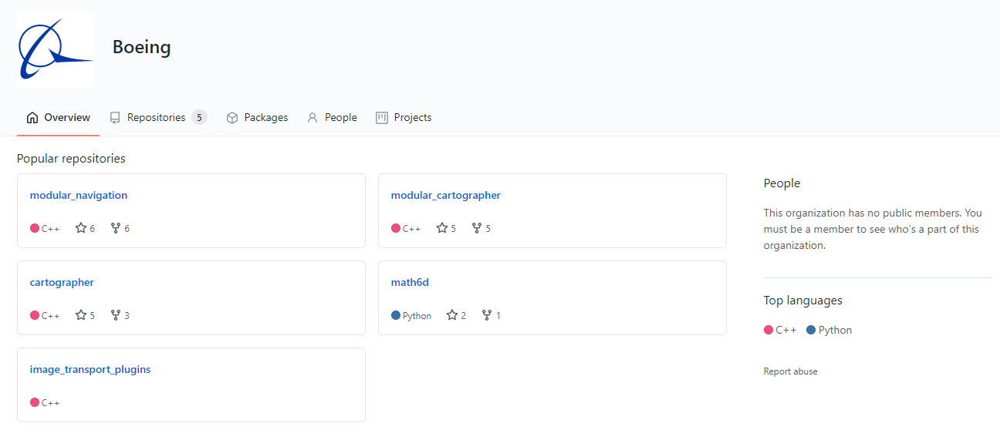 Boeing
Overview Repositories 5 Packages People Projects
Popular repositories
modular_navigation
C++ 6 6
modular_cartographer
C++ 5 5
cartographer
C++ 5 3
math6d
Python 2 1
image_transport_plugins
C++
People
This organization has no public members. You
must be a member to see who’s a part of this
organization.
Top languages
C++ Python
Report abuse